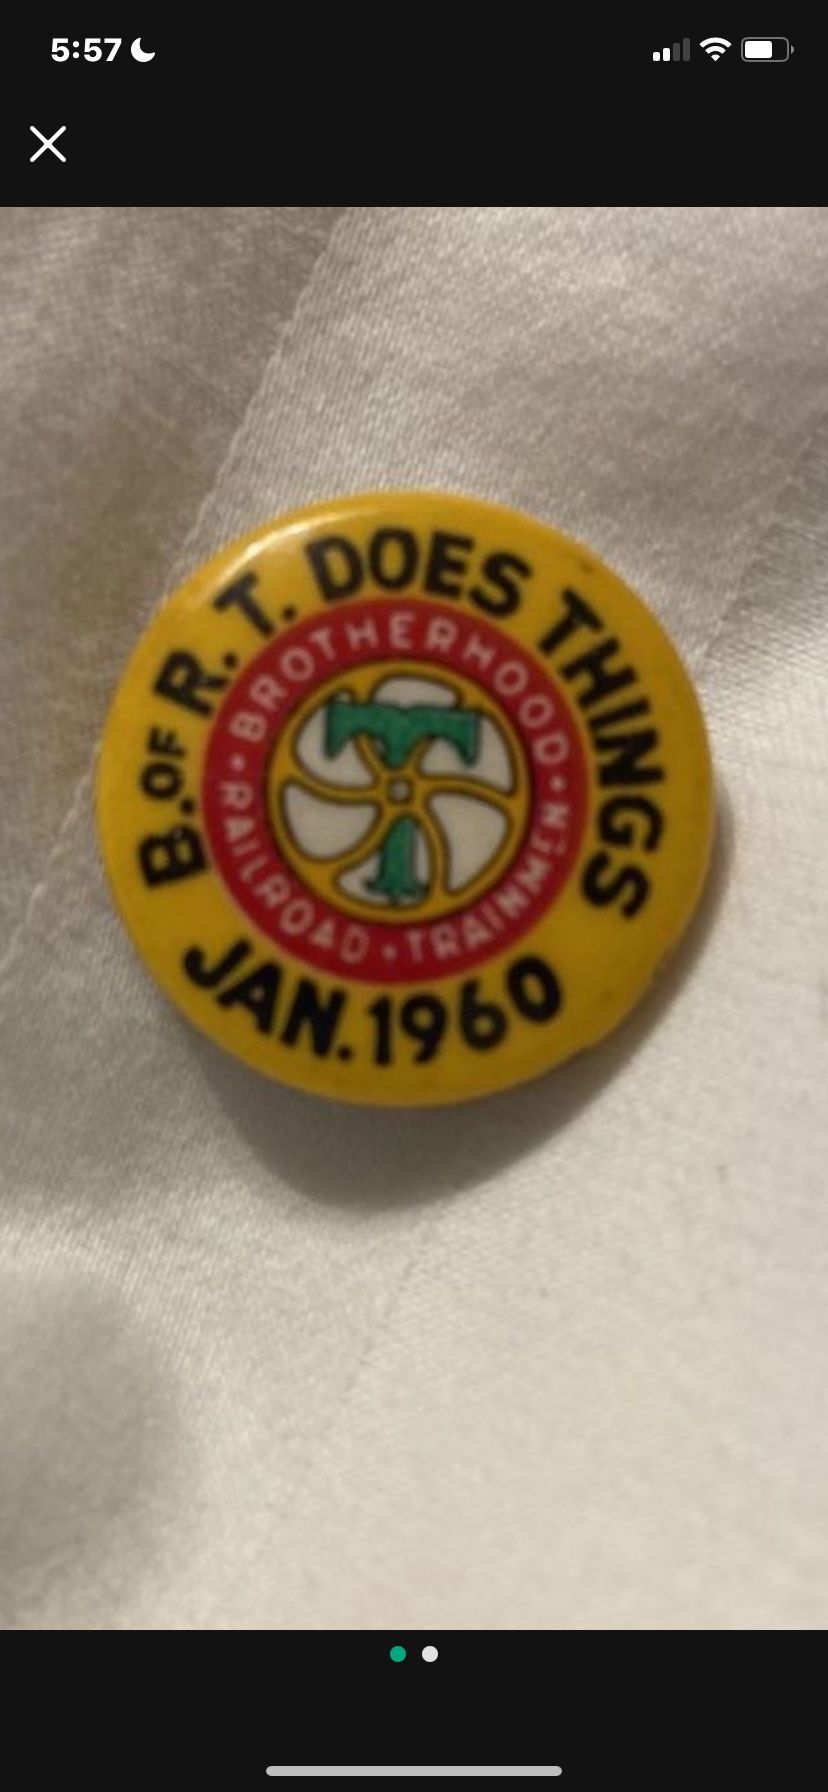 5:57
B. OF R. T. DOES THINGS
BROTHERHOOD
• RAILROAD • TRAINMEN •
T
JAN. 1960